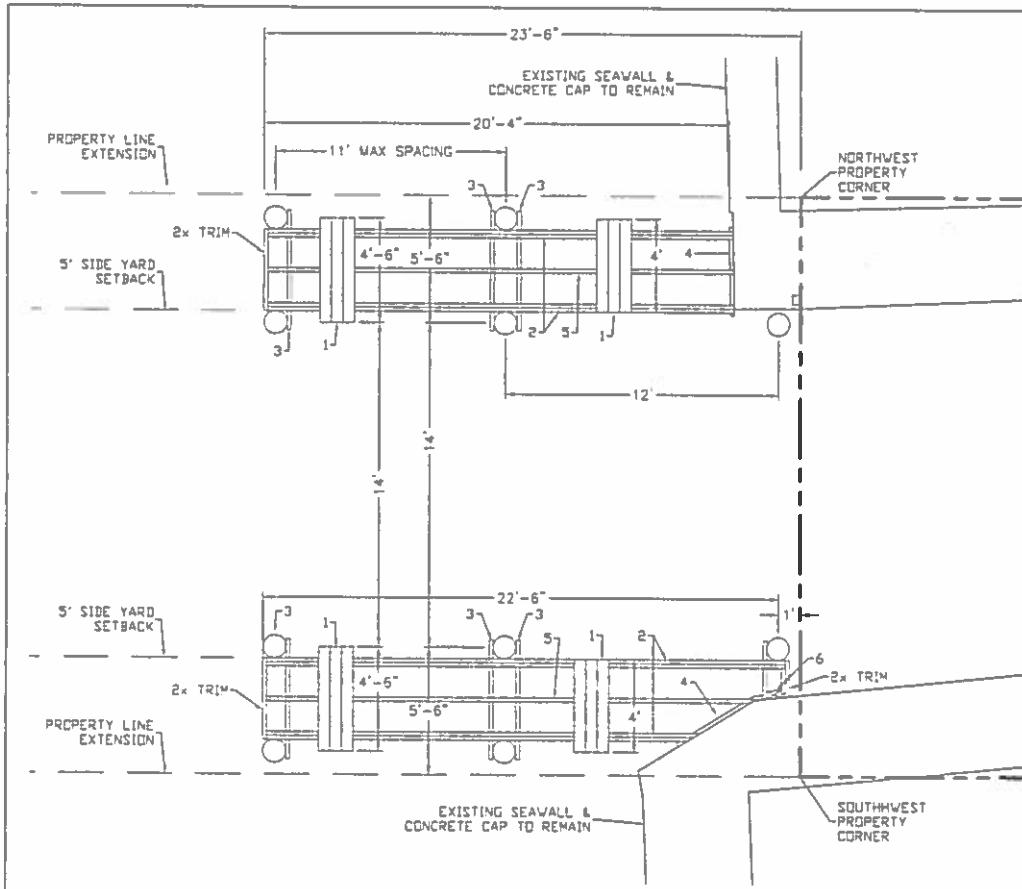 23'-6"
EXISTING SEAWALL &
CONCRETE CAP TO REMAIN
20'-4"
PROPERTY LINE
EXTENSION
11' MAX SPACING
NORTHWEST
PROPERTY
CORNER
3
3
2x TRIM
4'-6"
5'-6"
4'
4
5' SIDE YARD
SETBACK
3
1
2
5
1
12'
14'
14'
22'-6"
5' SIDE YARD
SETBACK
3
1
3
3
5
1
2
1'
6
2x TRIM
4'-6"
4
2x TRIM
5'-6"
4'
PROPERTY LINE
EXTENSION
EXISTING SEAWALL &
CONCRETE CAP TO REMAIN
SOUTHHWEST
PROPERTY
CORNER